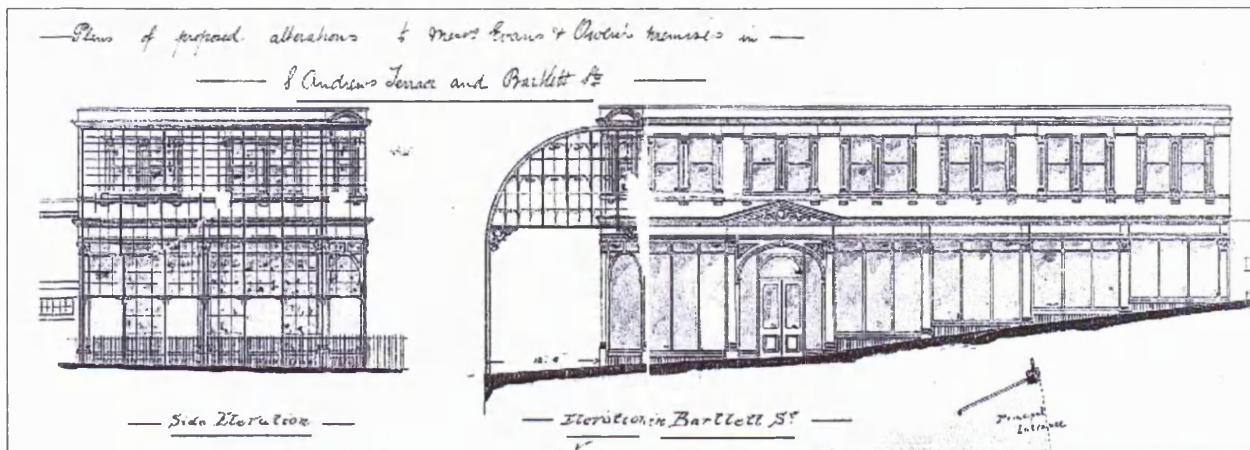 Plans of proposed alterations to Messrs Evans & Owen's premises in
St Andrews Terrace and Bartlett St
Side Elevation
Elevation in Bartlett St
Principal
Entrance